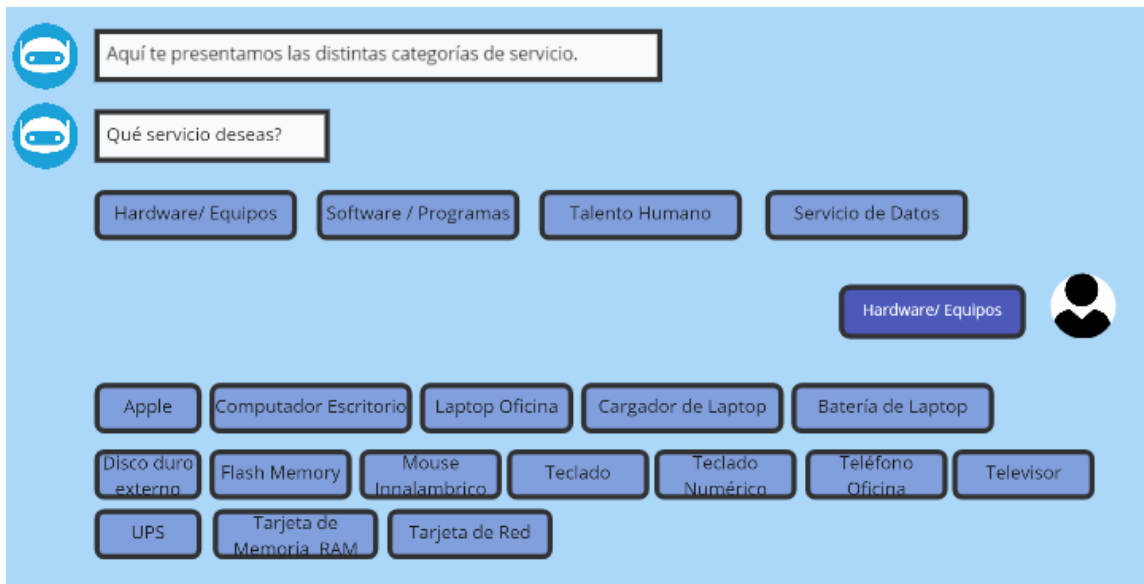 Aquí te presentamos las distintas categorías de servicio.
Qué servicio deseas?
Hardware/ Equipos
Software / Programas
Talento Humano
Servicio de Datos
Hardware/ Equipos
Apple
Computador Escritorio
Laptop Oficina
Cargador de Laptop
Batería de Laptop
Disco duro
externo
Flash Memory
Mouse
Innalambrico
Teclado
Teclado
Numérico
Teléfono
Oficina
Televisor
UPS
Tarjeta de
Memoria RAM
Tarjeta de Red